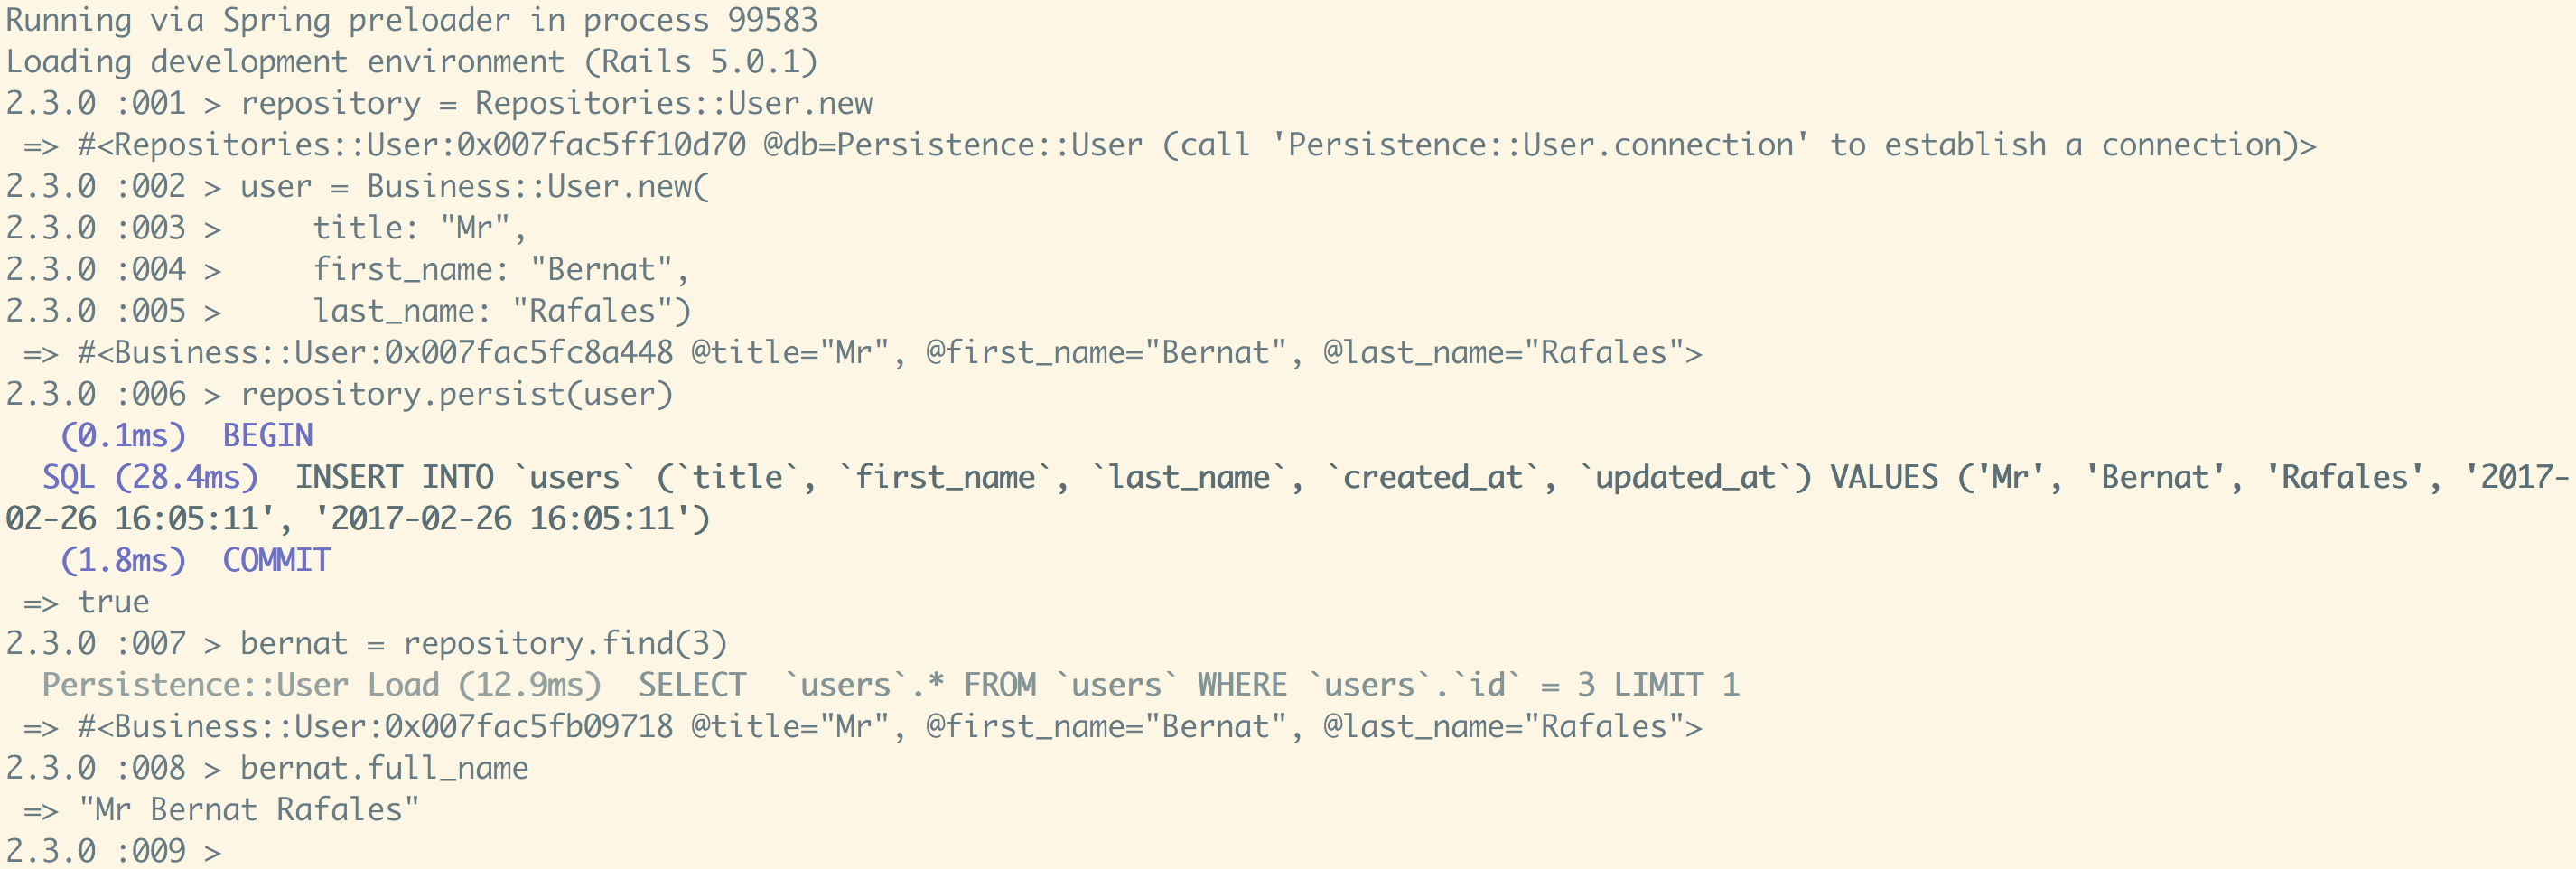 Running via Spring preloader in process 99583
Loading development environment (Rails 5.0.1)
2.3.0 :001 > repository = Repositories::User.new
 => #<Repositories::User:0x007fac5ff10d70 @db=Persistence::User (call 'Persistence::User.connection' to establish a connection)>
2.3.0 :002 > user = Business::User.new(
2.3.0 :003 >     title: "Mr",
2.3.0 :004 >     first_name: "Bernat",
2.3.0 :005 >     last_name: "Rafales")
 => #<Business::User:0x007fac5fc8a448 @title="Mr", @first_name="Bernat", @last_name="Rafales">
2.3.0 :006 > repository.persist(user)
   (0.1ms)  BEGIN
  SQL (28.4ms)  INSERT INTO `users` (`title`, `first_name`, `last_name`, `created_at`, `updated_at`) VALUES ('Mr', 'Bernat', 'Rafales', '2017-
02-26 16:05:11', '2017-02-26 16:05:11')
   (1.8ms)  COMMIT
 => true
2.3.0 :007 > bernat = repository.find(3)
  Persistence::User Load (12.9ms)  SELECT  `users`.* FROM `users` WHERE `users`.`id` = 3 LIMIT 1
 => #<Business::User:0x007fac5fb09718 @title="Mr", @first_name="Bernat", @last_name="Rafales">
2.3.0 :008 > bernat.full_name
 => "Mr Bernat Rafales"
2.3.0 :009 >